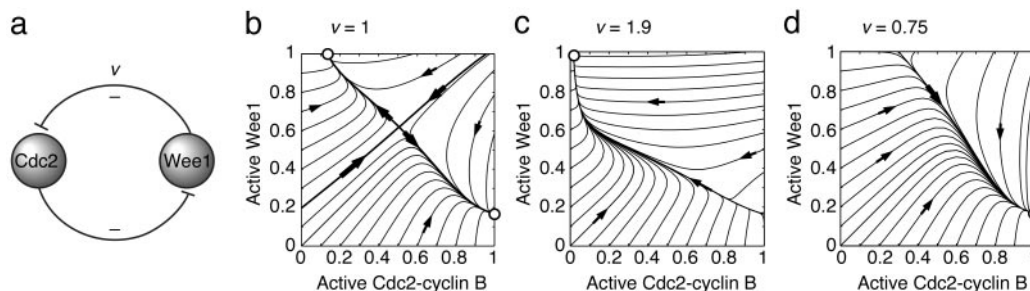 a
v
–
Cdc2
Wee1
–
b
v = 1
Active Wee1
1
0.8
0.6
0.4
0.2
0
0 0.2 0.4 0.6 0.8 1
Active Cdc2-cyclin B
c
v = 1.9
Active Wee1
1
0.8
0.6
0.4
0.2
0
0 0.2 0.4 0.6 0.8 1
Active Cdc2-cyclin B
d
v = 0.75
Active Wee1
1
0.8
0.6
0.4
0.2
0
0 0.2 0.4 0.6 0.8 1
Active Cdc2-cyclin B